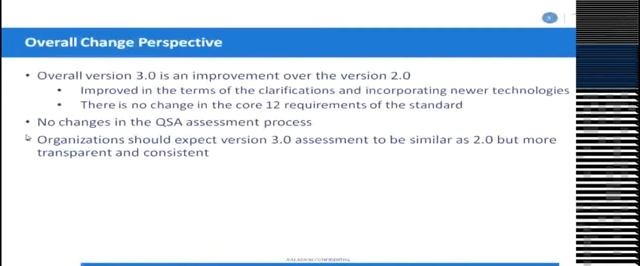 Overall Change Perspective
• Overall version 3.0 is an improvement over the version 2.0
• Improved in the terms of the clarifications and incorporating newer technologies
• There is no change in the core 12 requirements of the standard
• No changes in the QSA assessment process
• Organizations should expect version 3.0 assessment to be similar as 2.0 but more
transparent and consistent